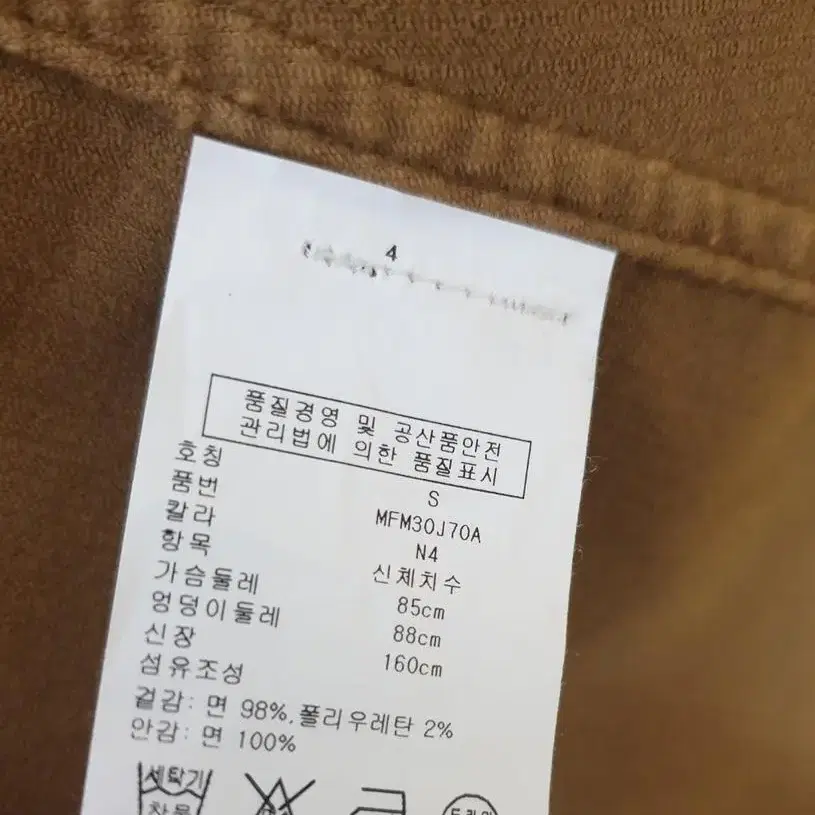 4
품질경영 및 공산품안전
관리법에 의한 품질표시
호칭 S
품번 MFM30J70A
칼라 N4
항목 신체치수
가슴둘레 85cm
엉덩이둘레 88cm
신장 160cm
섬유조성
겉감: 면 98%,폴리우레탄 2%
안감: 면 100%
세탁기